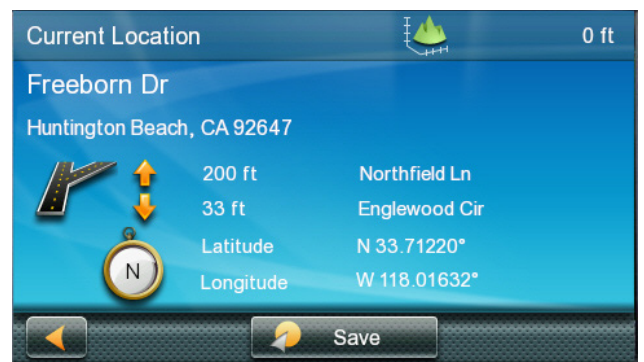 Current Location 0 ft
Freeborn Dr
Huntington Beach, CA 92647
200 ft Northfield Ln
33 ft Englewood Cir
Latitude N 33.71220°
N
Longitude W 118.01632°
Save